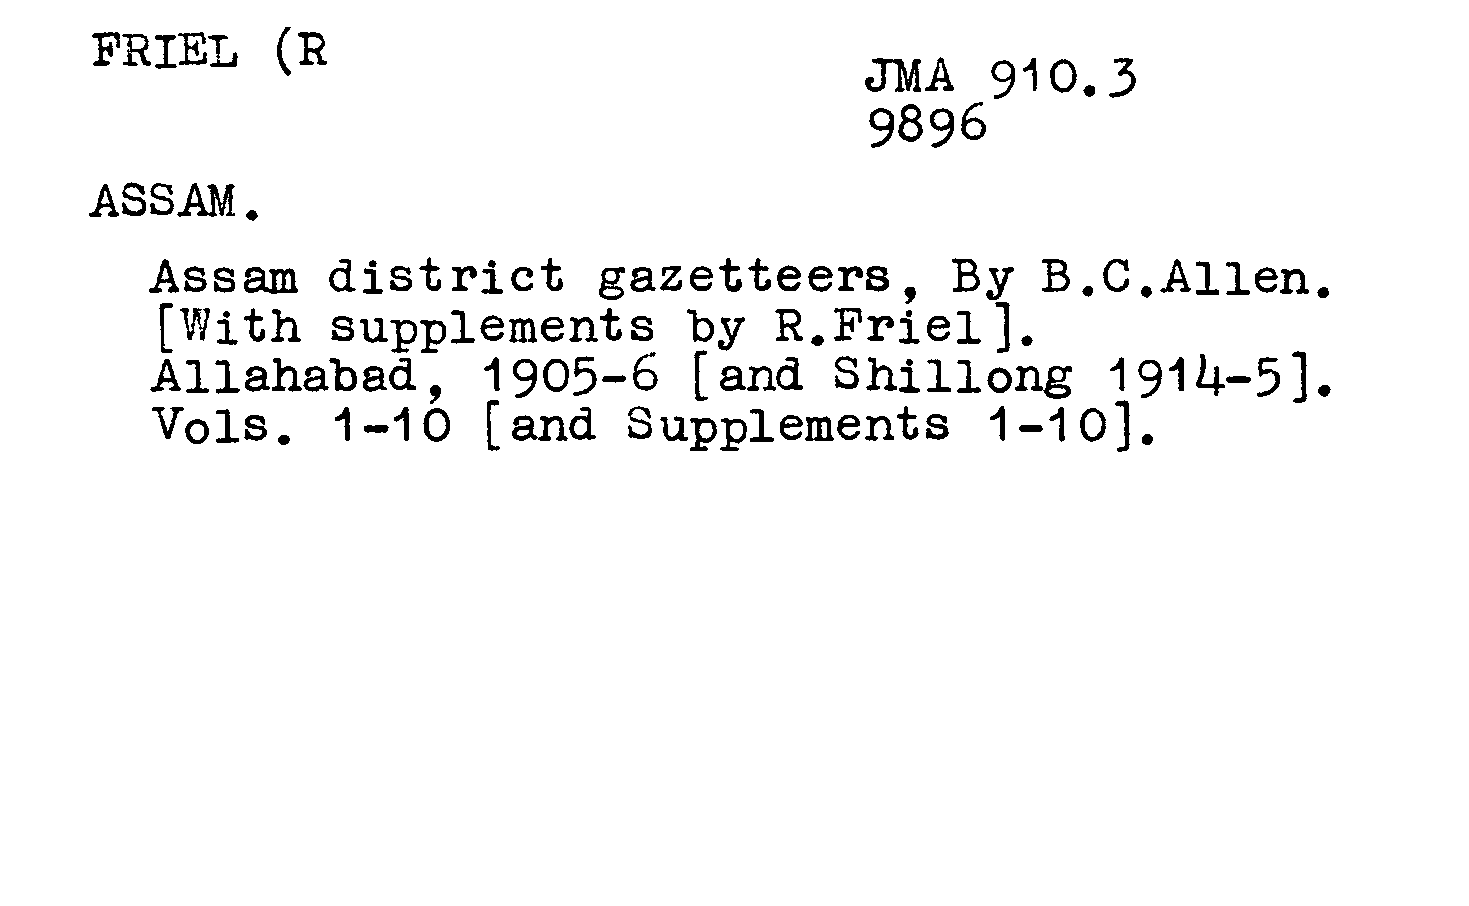 FRIEL (R
JMA 910.3
9896
ASSAM.
Assam district gazetteers, By B.C.Allen.
[With supplements by R.Friel].
Allahabad, 1905-6 [and Shillong 1914-5].
Vols. 1-10 [and Supplements 1-10].